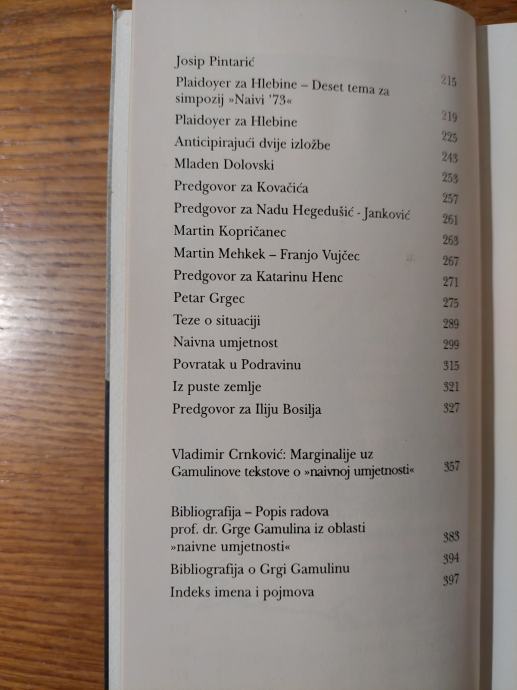 Josip Pintarić 215
Plaidoyer za Hlebine – Deset tema za
simpozij »Naivi '73« 219
Plaidoyer za Hlebine 225
Anticipirajući dvije izložbe 243
Mladen Dolovski 253
Predgovor za Kovačića 257
Predgovor za Nadu Hegedušić - Janković 261
Martin Kopričanec 263
Martin Mehkek – Franjo Vujčec 267
Predgovor za Katarinu Henc 271
Petar Grgec 275
Teze o situaciji 289
Naivna umjetnost 299
Povratak u Podravinu 315
Iz puste zemlje 321
Predgovor za Iliju Bosilja 327
Vladimir Crnković: Marginalije uz
Gamulinove tekstove o »naivnoj umjetnosti« 357
Bibliografija – Popis radova
prof. dr. Grge Gamulina iz oblasti
»naivne umjetnosti« 383
Bibliografija o Grgi Gamulinu 394
Indeks imena i pojmova 397